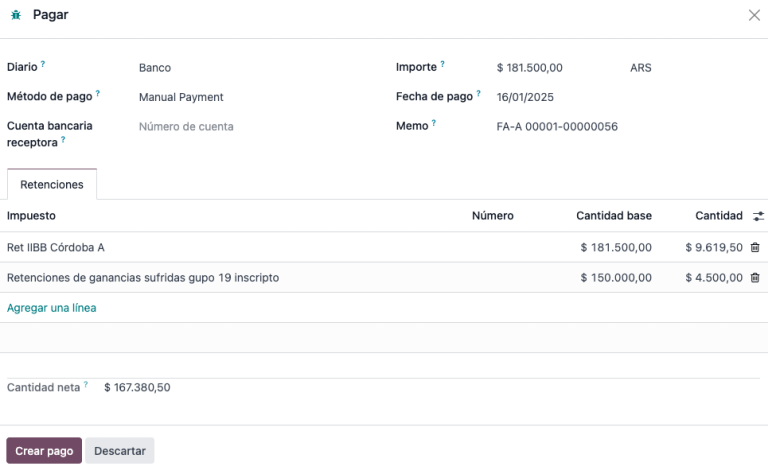 Pagar
Diario ? Banco
Importe ? $ 181.500,00 ARS
Método de pago ? Manual Payment
Fecha de pago ? 16/01/2025
Cuenta bancaria receptora ? Número de cuenta
Memo ? FA-A 00001-00000056
Retenciones
Impuesto Número Cantidad base Cantidad
Ret IIBB Córdoba A $ 181.500,00 $ 9.619,50
Retenciones de ganancias sufridas gupo 19 inscripto $ 150.000,00 $ 4.500,00
Agregar una línea
Cantidad neta ? $ 167.380,50
Crear pago Descartar